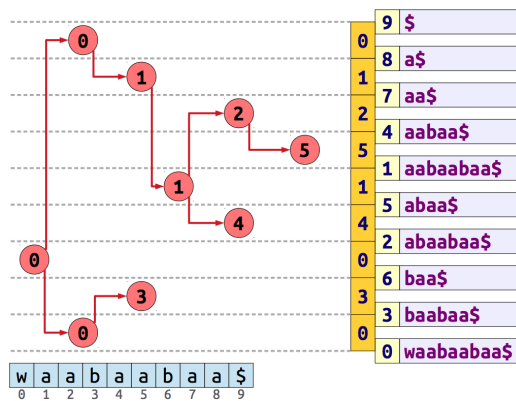 9 $
0 0
8 a$
1 1
7 aa$
2 2
4 aabaa$
5 5
1 aabaabaa$
1 1
5 abaa$
4 4
2 abaabaa$
0 0
6 baa$
3 3
3 baabaa$
0 0
0 waabaabaa$
w a a b a a b a a $
0 1 2 3 4 5 6 7 8 9